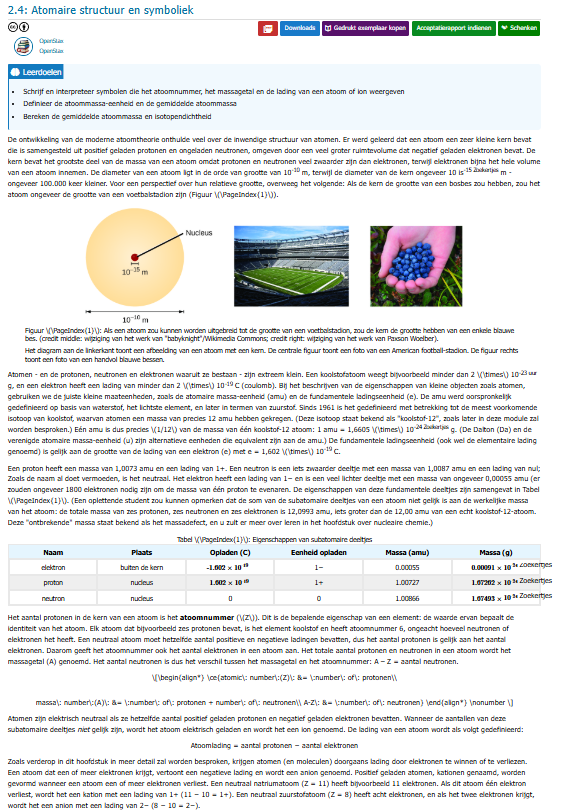 2.4: Atomaire structuur en symboliek
Downloads
Gedrukt exemplaar kopen
Acceptatierapport indienen
Schenken
OpenStax
OpenStax
Leerdoelen
Schrijf en interpreteer symbolen die het atoomnummer, het massagetal en de lading van een atoom of ion weergeven
Definieer de atoommassa-eenheid en de gemiddelde atoommassa
Bereken de gemiddelde atoommassa en isotopendichtheid
De ontwikkeling van de moderne atoomtheorie onthulde veel over de inwendige structuur van atomen. Er werd geleerd dat een atoom een zeer kleine kern bevat
die is samengesteld uit positief geladen protonen en ongeladen neutronen, omgeven door een veel groter ruimtevolume dat negatief geladen elektronen bevat. De
kern bevat het grootste deel van de massa van een atoom omdat protonen en neutronen veel zwaarder zijn dan elektronen, terwijl elektronen bijna het hele volume
van een atoom innemen. De diameter van een atoom ligt in de orde van grootte van 10⁻¹⁰ m, terwijl de diameter van de kern ongeveer 10 is⁻¹⁵ Zoekertjes m -
ongeveer 100.000 keer kleiner. Voor een perspectief over hun relatieve grootte, overweeg het volgende: Als de kern de grootte van een bosbes zou hebben, zou het
atoom ongeveer de grootte van een voetbalstadion zijn (Figuur \(\PageIndex{1}\)).
Nucleus
10⁻¹⁵ m
10⁻¹⁰ m
Figuur \(\PageIndex{1}\): Als een atoom zou kunnen worden uitgebreid tot de grootte van een voetbalstadion, zou de kern de grootte hebben van een enkele blauwe
bes. (credit middle: wijziging van het werk van "babyknight"/Wikimedia Commons; credit right: wijziging van het werk van Paxson Woelber).
Het diagram aan de linkerkant toont een afbeelding van een atoom met een kern. De centrale figuur toont een foto van een American football-stadion. De figuur rechts
toont een foto van een handvol blauwe bessen.
Atomen - en de protonen, neutronen en elektronen waaruit ze bestaan - zijn extreem klein. Een koolstofatoom weegt bijvoorbeeld minder dan 2 \(\times\) 10⁻²³ uur
g, en een elektron heeft een lading van minder dan 2 \(\times\) 10⁻¹⁹ C (coulomb). Bij het beschrijven van de eigenschappen van kleine objecten zoals atomen,
gebruiken we de juiste kleine maateenheden, zoals de atomaire massa-eenheid (amu) en de fundamentele ladingseenheid (e). De amu werd oorspronkelijk
gedefinieerd op basis van waterstof, het lichtste element, en later in termen van zuurstof. Sinds 1961 is het gedefinieerd met betrekking tot de meest voorkomende
isotoop van koolstof, waarvan atomen een massa van precies 12 amu hebben gekregen. (Deze isotoop staat bekend als "koolstof-12", zoals later in deze module zal
worden besproken.) Eén amu is dus precies \(1/12\) van de massa van één koolstof-12 atoom: 1 amu = 1,6605 \(\times\) 10⁻²⁴ Zoekertjes g. (De Dalton (Da) en de
verenigde atomaire massa-eenheid (u) zijn alternatieve eenheden die equivalent zijn aan de amu.) De fundamentele ladingseenheid (ook wel de elementaire lading
genoemd) is gelijk aan de grootte van de lading van een elektron (e) met e = 1,602 \(\times\) 10⁻¹⁹ C.
Een proton heeft een massa van 1,0073 amu en een lading van 1+. Een neutron is een iets zwaarder deeltje met een massa van 1,0087 amu en een lading van nul;
Zoals de naam al doet vermoeden, is het neutraal. Het elektron heeft een lading van 1− en is een veel lichter deeltje met een massa van ongeveer 0,00055 amu (er
zouden ongeveer 1800 elektronen nodig zijn om de massa van één proton te evenaren. De eigenschappen van deze fundamentele deeltjes zijn samengevat in Tabel
\(\PageIndex{1}\). (Een oplettende student zou kunnen opmerken dat de som van de subatomaire deeltjes van een atoom niet gelijk is aan de werkelijke massa
van het atoom: de totale massa van zes protonen, zes neutronen en zes elektronen is 12,0993 amu, iets groter dan de 12,00 amu van een echt koolstof-12-atoom.
Deze "ontbrekende" massa staat bekend als het massadefect, en u zult er meer over leren in het hoofdstuk over nucleaire chemie.)
Tabel \(\PageIndex{1}\): Eigenschappen van subatomaire deeltjes
Naam Plaats Opladen (C) Eenheid opladen Massa (amu) Massa (g)
elektron buiten de kern -1.602 × 10 1− 0.00055 0.00091 × 10 Zoekertjes
proton nucleus 1.602 × 10 1+ 1.00727 1.67262 × 10 Zoekertjes
neutron nucleus 0 0 1.00866 1.67493 × 10 Zoekertjes
Het aantal protonen in de kern van een atoom is het atoomnummer (\(Z\)). Dit is de bepalende eigenschap van een element: de waarde ervan bepaalt de
identiteit van het atoom. Elk atoom dat bijvoorbeeld zes protonen bevat, is het element koolstof en heeft atoomnummer 6, ongeacht hoeveel neutronen of
elektronen het heeft. Een neutraal atoom moet hetzelfde aantal positieve en negatieve ladingen bevatten, dus het aantal protonen is gelijk aan het aantal
elektronen. Daarom geeft het atoomnummer ook het aantal elektronen in een atoom aan. Het totale aantal protonen en neutronen in een atoom wordt het
massagetal (A) genoemd. Het aantal neutronen is dus het verschil tussen het massagetal en het atoomnummer: A − Z = aantal neutronen.
\[\begin{align*} \ce{atomic\: number\:(Z)\: &= \:number\: of\: protons\\
massa\: number\:(A)\: &= \:number\: of\: protonen + number\: of\: neutronen\\ A-Z\: &= \:number\: of\: neutronen} \end{align*} \nonumber \]
Atomen zijn elektrisch neutraal als ze hetzelfde aantal positief geladen protonen en negatief geladen elektronen bevatten. Wanneer de aantallen van deze
subatomaire deeltjes niet gelijk zijn, wordt het atoom elektrisch geladen en wordt het een ion genoemd. De lading van een atoom wordt als volgt gedefinieerd:
Atoomlading = aantal protonen − aantal elektronen
Zoals verderop in dit hoofdstuk in meer detail zal worden besproken, krijgen atomen (en moleculen) doorgaans lading door elektronen te winnen of te verliezen.
Een atoom dat een of meer elektronen krijgt, vertoont een negatieve lading en wordt een anion genoemd. Positief geladen atomen, kationen genaamd, worden
gevormd wanneer een atoom een of meer elektronen verliest. Een neutraal natriumatoom (Z = 11) heeft bijvoorbeeld 11 elektronen. Als dit atoom één elektron
verliest, wordt het een kation met een lading van 1+ (11 − 10 = 1+). Een neutraal zuurstofatoom (Z = 8) heeft acht elektronen, en als het twee elektronen krijgt,
wordt het een anion met een lading van 2− (8 − 10 = 2−).